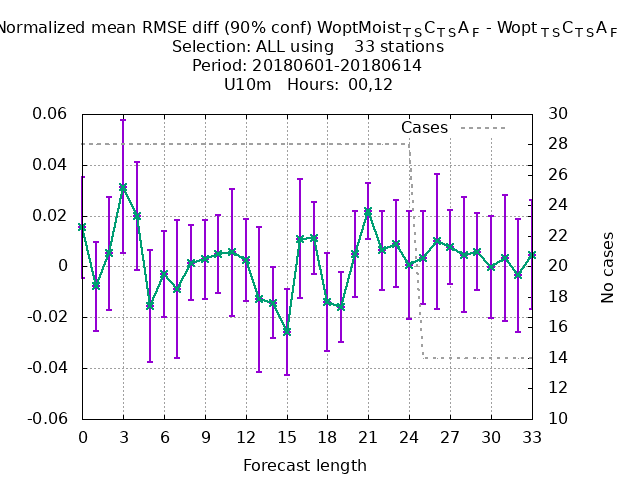 Normalized mean RMSE diff (90% conf) WoptMoist_TSC_TSA_F - Wopt_TSC_TSA_F
Selection: ALL using 33 stations
Period: 20180601-20180614
U10m Hours: 00,12
Cases
0.06
0.04
0.02
0
-0.02
-0.04
-0.06
30
28
26
24
22
20
18
16
14
12
10
No cases
0 3 6 9 12 15 18 21 24 27 30 33
Forecast length